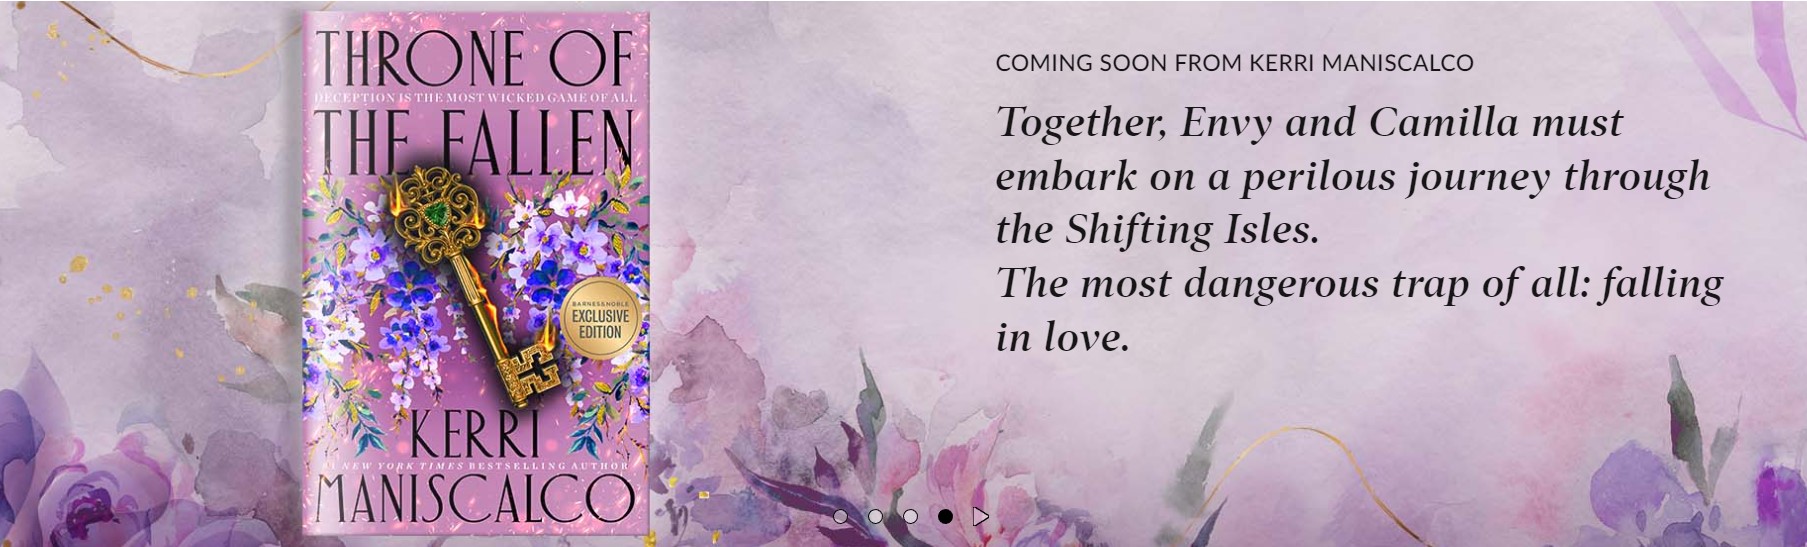 THRONE OF
DECEPTION IS THE MOST WICKED GAME OF ALL
THE FALLEN
BARNES & NOBLE
EXCLUSIVE
EDITION
KERRI
#1 NEW YORK TIMES BESTSELLING AUTHOR
MANISCALCO
COMING SOON FROM KERRI MANISCALCO
Together, Envy and Camilla must
embark on a perilous journey through
the Shifting Isles.
The most dangerous trap of all: falling
in love.